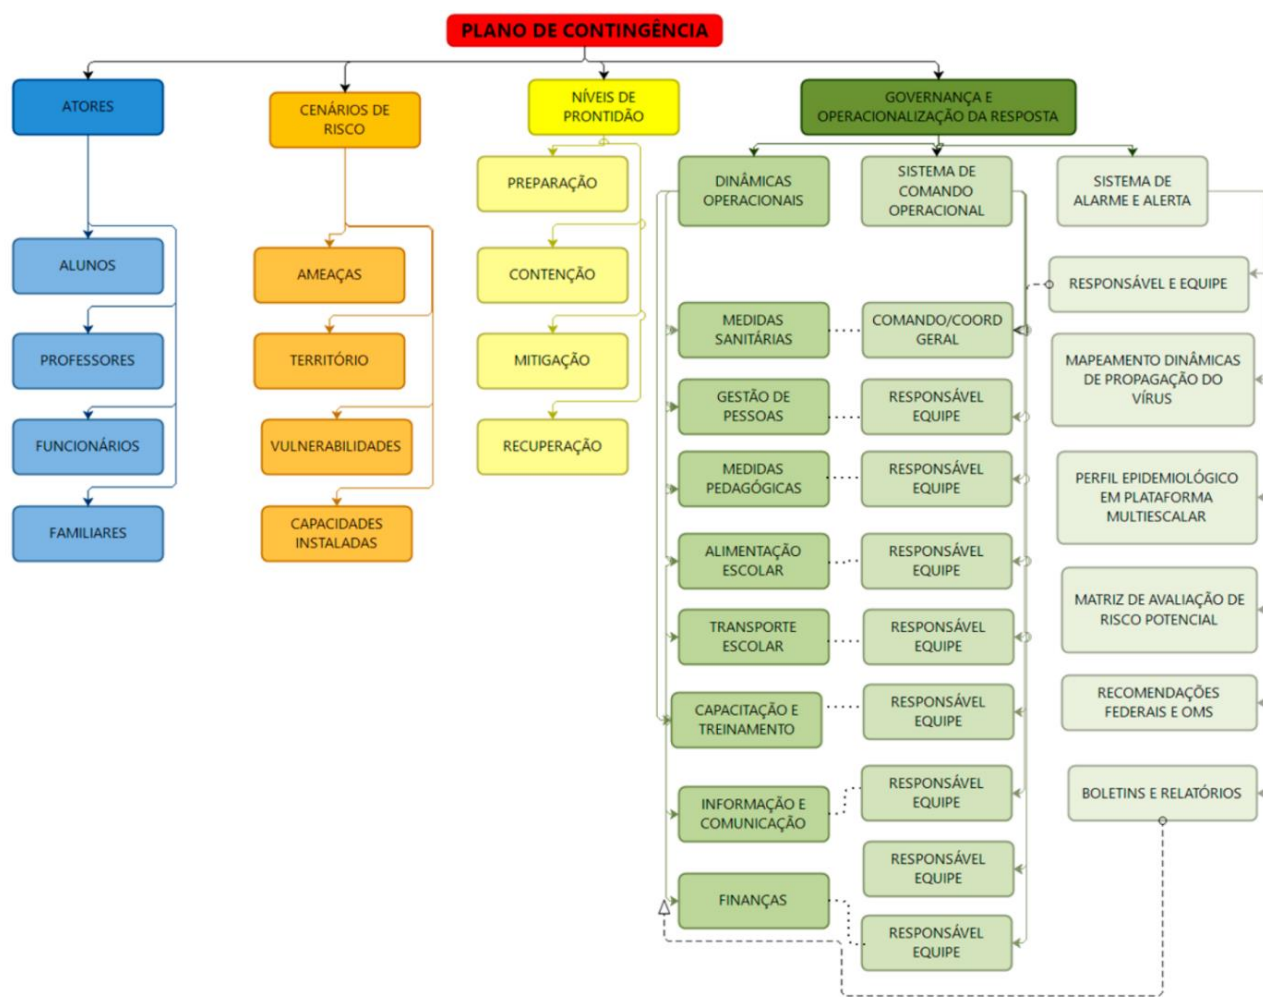 PLANO DE CONTINGÊNCIA
ATORES
ALUNOS
PROFESSORES
FUNCIONÁRIOS
FAMILIARES
CENÁRIOS DE
RISCO
AMEAÇAS
TERRITÓRIO
VULNERABILIDADES
CAPACIDADES
INSTALADAS
NÍVEIS DE
PRONTIDÃO
PREPARAÇÃO
CONTENÇÃO
MITIGAÇÃO
RECUPERAÇÃO
GOVERNANÇA E
OPERACIONALIZAÇÃO DA RESPOSTA
DINÂMICAS
OPERACIONAIS
MEDIDAS
SANITÁRIAS
GESTÃO DE
PESSOAS
MEDIDAS
PEDAGÓGICAS
ALIMENTAÇÃO
ESCOLAR
TRANSPORTE
ESCOLAR
CAPACITAÇÃO E
TREINAMENTO
INFORMAÇÃO E
COMUNICAÇÃO
FINANÇAS
SISTEMA DE
COMANDO
OPERACIONAL
COMANDO/COORD
GERAL
RESPONSÁVEL
EQUIPE
RESPONSÁVEL
EQUIPE
RESPONSÁVEL
EQUIPE
RESPONSÁVEL
EQUIPE
RESPONSÁVEL
EQUIPE
RESPONSÁVEL
EQUIPE
RESPONSÁVEL
EQUIPE
RESPONSÁVEL
EQUIPE
SISTEMA DE
ALARME E ALERTA
RESPONSÁVEL E EQUIPE
MAPEAMENTO DINÂMICAS
DE PROPAGAÇÃO DO
VÍRUS
PERFIL EPIDEMIOLÓGICO
EM PLATAFORMA
MULTIESCALAR
MATRIZ DE AVALIAÇÃO DE
RISCO POTENCIAL
RECOMENDAÇÕES
FEDERAIS E OMS
BOLETINS E RELATÓRIOS